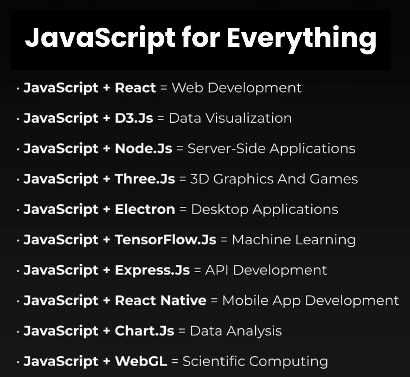 JavaScript for Everything
· JavaScript + React = Web Development
· JavaScript + D3.Js = Data Visualization
· JavaScript + Node.Js = Server-Side Applications
· JavaScript + Three.Js = 3D Graphics And Games
· JavaScript + Electron = Desktop Applications
· JavaScript + TensorFlow.Js = Machine Learning
· JavaScript + Express.Js = API Development
· JavaScript + React Native = Mobile App Development
· JavaScript + Chart.Js = Data Analysis
· JavaScript + WebGL = Scientific Computing